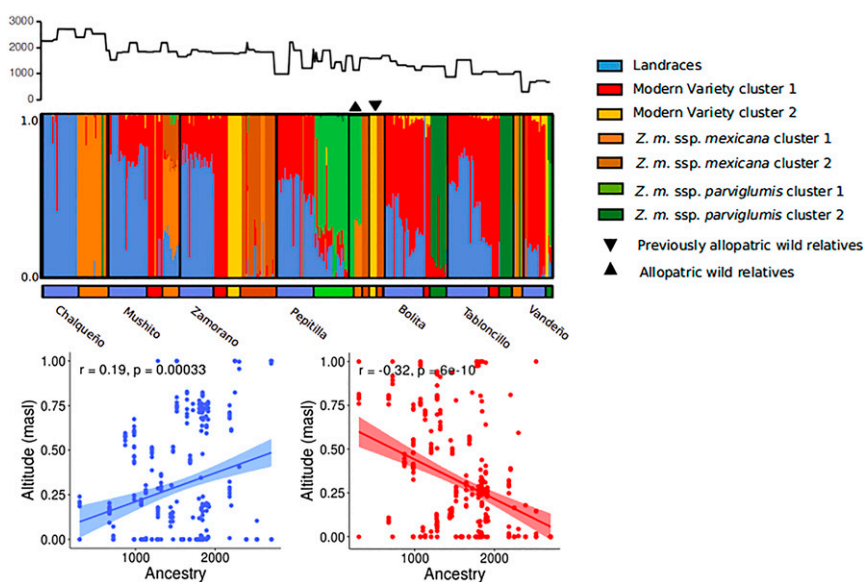 3000
2000
1000
0
1.0
0.0
Chalqueño
Mushito
Zamorano
Pepitilla
Bolita
Tabloncillo
Vandeño
Landraces
Modern Variety cluster 1
Modern Variety cluster 2
Z. m. ssp. mexicana cluster 1
Z. m. ssp. mexicana cluster 2
Z. m. ssp. parviglumis cluster 1
Z. m. ssp. parviglumis cluster 2
▼ Previously allopatric wild relatives
▲ Allopatric wild relatives
r = 0.19, p = 0.00033
Altitude (masl)
1.00
0.75
0.50
0.25
0.00
1000 2000
Ancestry
r = -0.32, p = 6e-10
Altitude (masl)
1.00
0.75
0.50
0.25
0.00
1000 2000
Ancestry